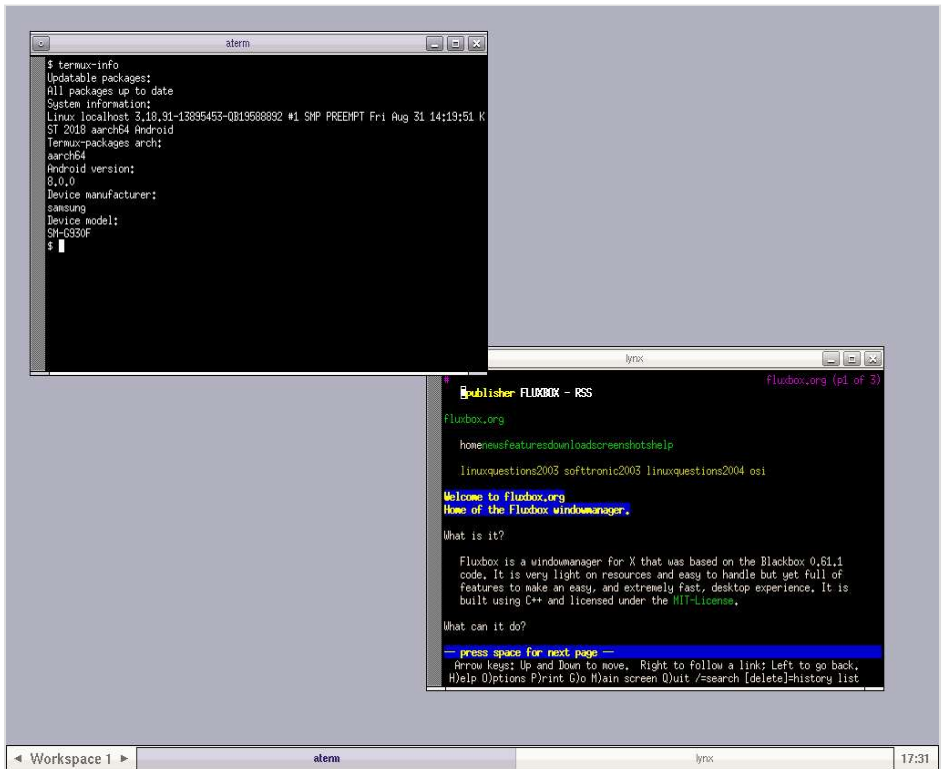 aterm
$ termux-info
Updatable packages:
All packages up to date
System information:
Linux localhost 3.18.91-13895453-QB19588892 #1 SMP PREEMPT Fri Aug 31 14:19:51 K
ST 2018 aarch64 Android
Termux-packages arch:
aarch64
Android version:
8.0.0
Device manufacturer:
samsung
Device model:
SM-G930F
$
lynx
# fluxbox.org (p1 of 3)
#publisher FLUXBOX - RSS
fluxbox.org
homenewsfeaturesdownloadscreenshotshelp
linuxquestions2003 softtronic2003 linuxquestions2004 osi
Welcome to fluxbox.org
Home of the Fluxbox windowmanager.
What is it?
Fluxbox is a windowmanager for X that was based on the Blackbox 0.61.1
code. It is very light on resources and easy to handle but yet full of
features to make an easy, and extremely fast, desktop experience. It is
built using C++ and licensed under the MIT-License.
What can it do?
-- press space for next page --
Arrow keys: Up and Down to move. Right to follow a link; Left to go back.
H)elp O)ptions P)rint G)o M)ain screen Q)uit /=search [delete]=history list
Workspace 1 aterm lynx 17:31